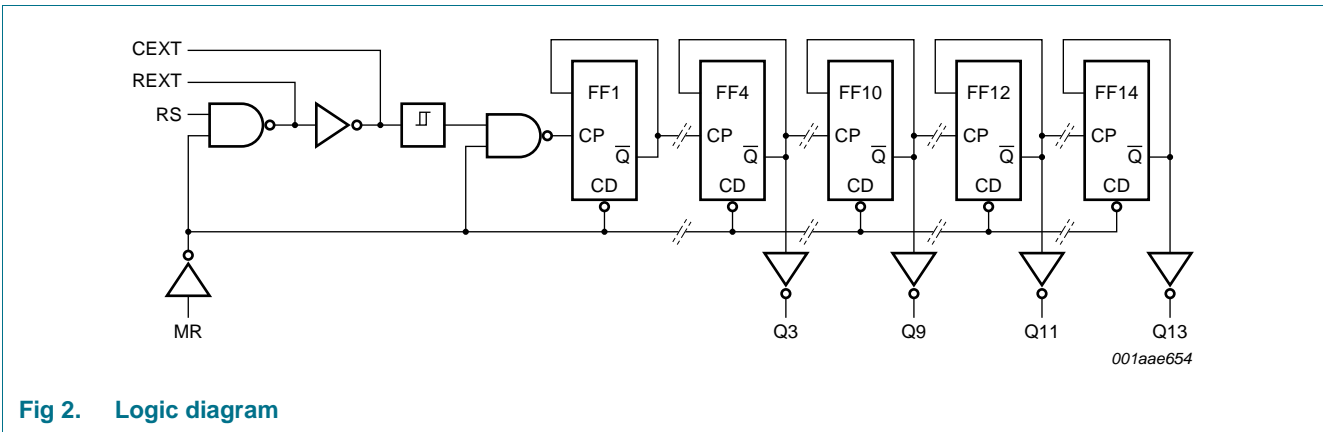 CEXT
REXT
RS
FF1 FF4 FF10 FF12 FF14
CP CP CP CP CP
Q Q Q Q Q
CD CD CD CD CD
MR Q3 Q9 Q11 Q13
001aae654
Fig 2. Logic diagram